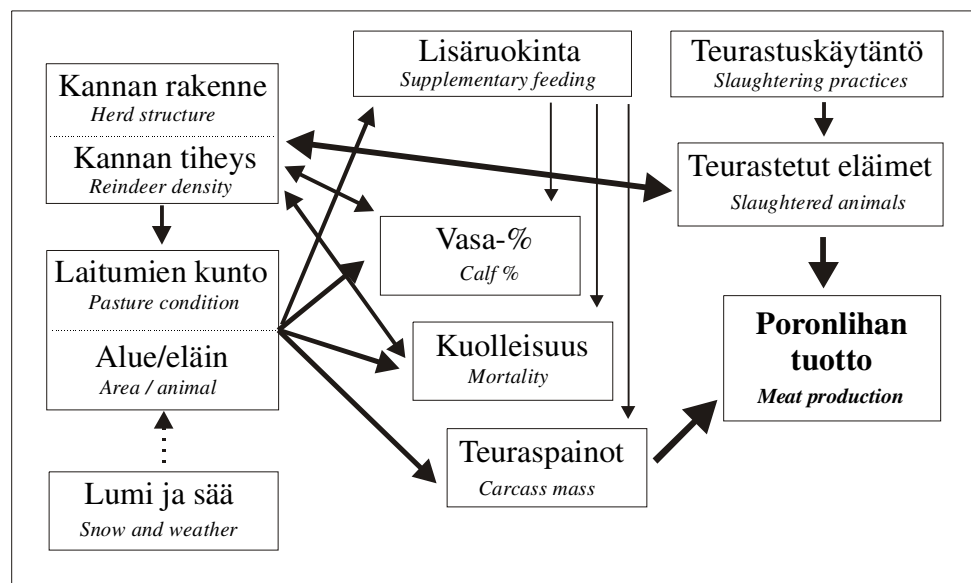 Kannan rakenne
Herd structure
Kannan tiheys
Reindeer density
Laitumien kunto
Pasture condition
Alue/eläin
Area / animal
Lumi ja sää
Snow and weather
Lisäruokinta
Supplementary feeding
Vasa-%
Calf %
Kuolleisuus
Mortality
Teuraspainot
Carcass mass
Teurastuskäytäntö
Slaughtering practices
Teurastetut eläimet
Slaughtered animals
Poronlihan
tuotto
Meat production